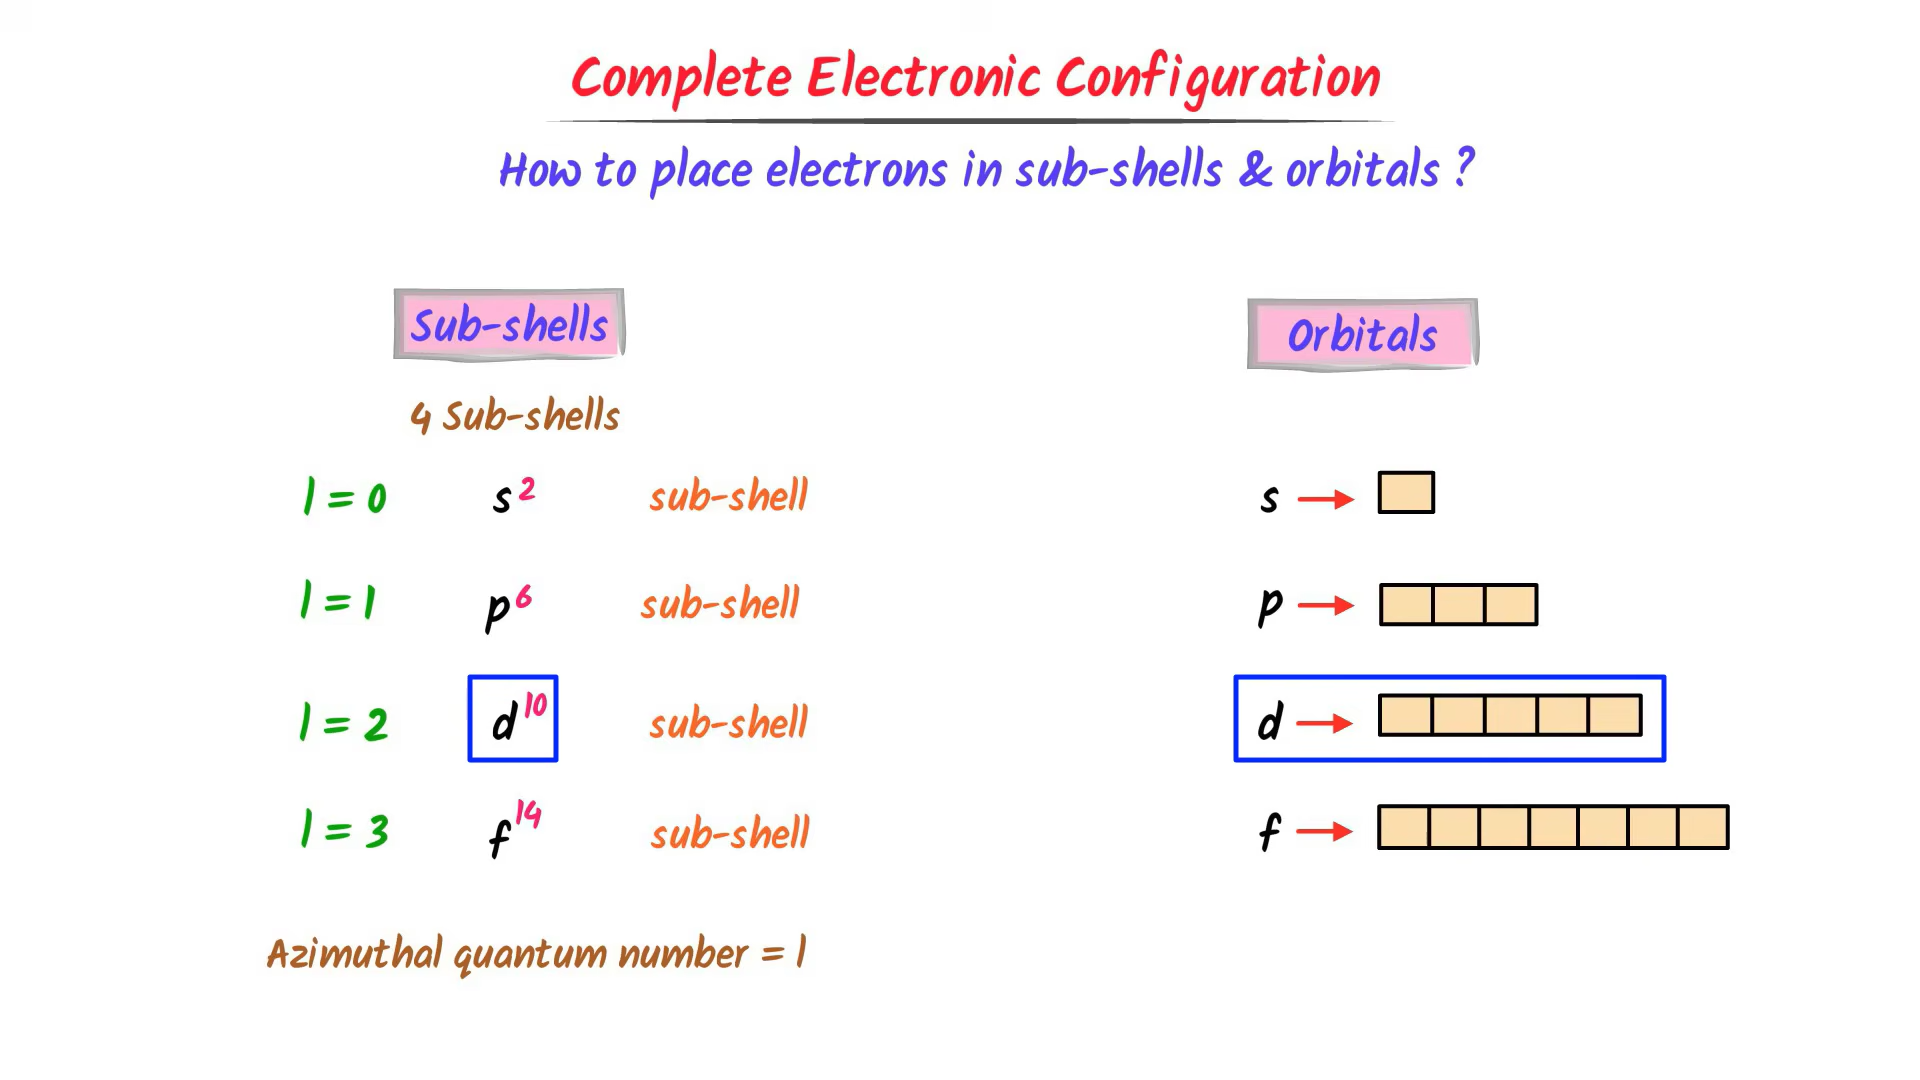 Complete Electronic Configuration
How to place electrons in sub-shells & orbitals ?
Sub-shells
4 Sub-shells
l = 0 s² sub-shell
l = 1 p⁶ sub-shell
l = 2 d¹⁰ sub-shell
l = 3 f¹⁴ sub-shell
Azimuthal quantum number = l
Orbitals
s →
p →
d →
f →